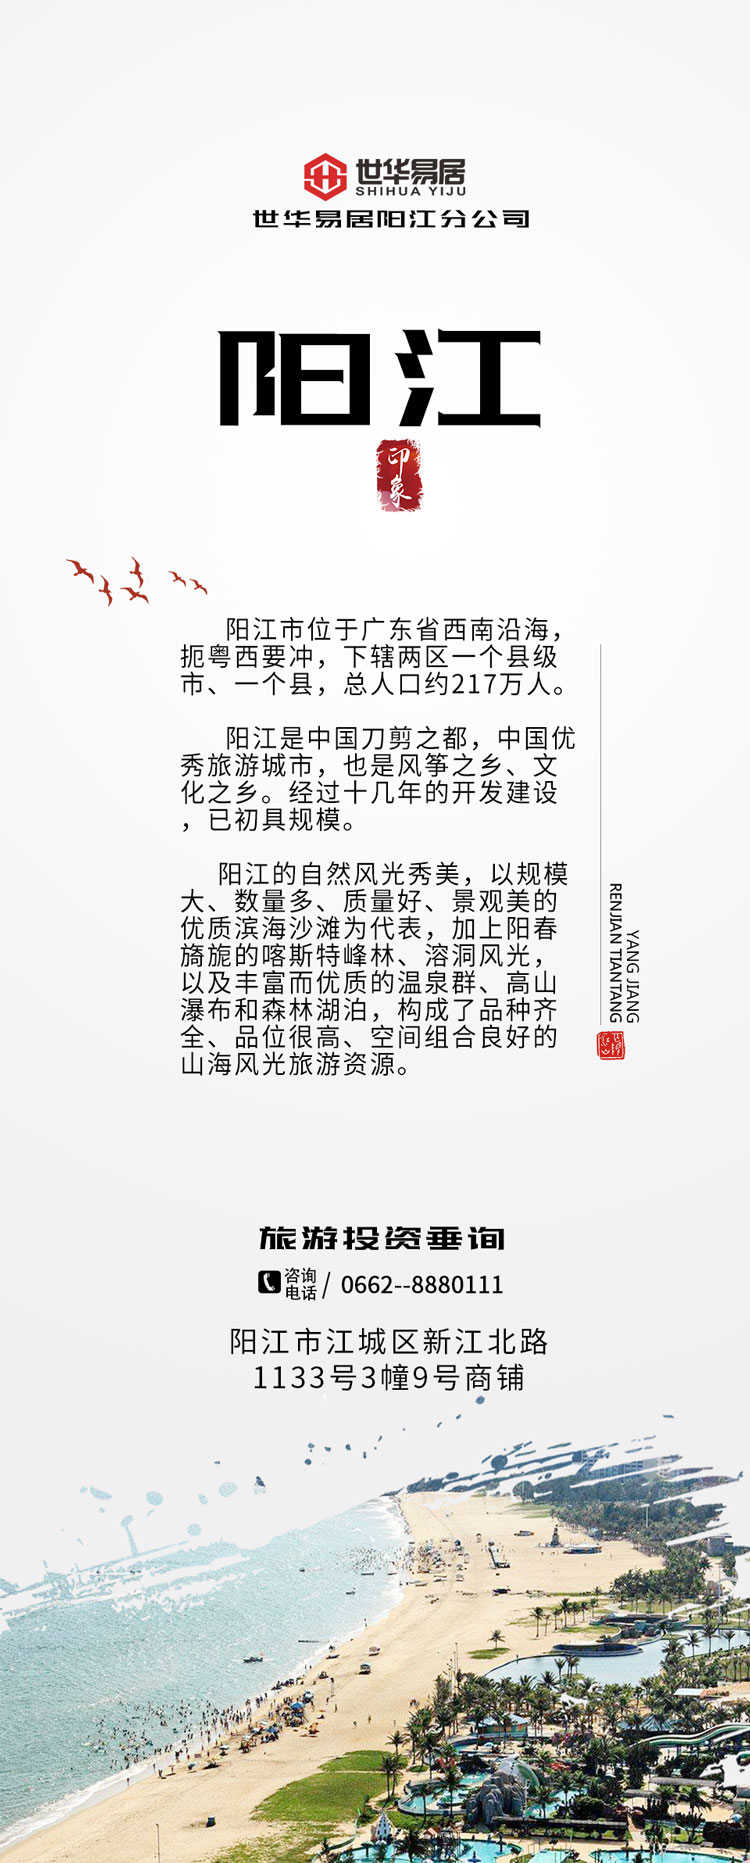 世华易居
SHIHUA YIJU
世华易居阳江分公司
阳江
印象
阳江市位于广东省西南沿海，
扼粤西要冲，下辖两区一个县级
市、一个县，总人口约217万人。
阳江是中国刀剪之都，中国优
秀旅游城市，也是风筝之乡、文
化之乡。经过十几年的开发建设
，已初具规模。
阳江的自然风光秀美，以规模
大、数量多、质量好、景观美的
优质滨海沙滩为代表，加上阳春
旖旎的喀斯特峰林、溶洞风光，
以及丰富而优质的温泉群、高山
瀑布和森林湖泊，构成了品种齐
全、品位很高、空间组合良好的
山海风光旅游资源。
YANG JIANG
RENJIAN TIANTANG
旅游投资垂询
咨询
电话 / 0662--8880111
阳江市江城区新江北路
1133号3幢9号商铺